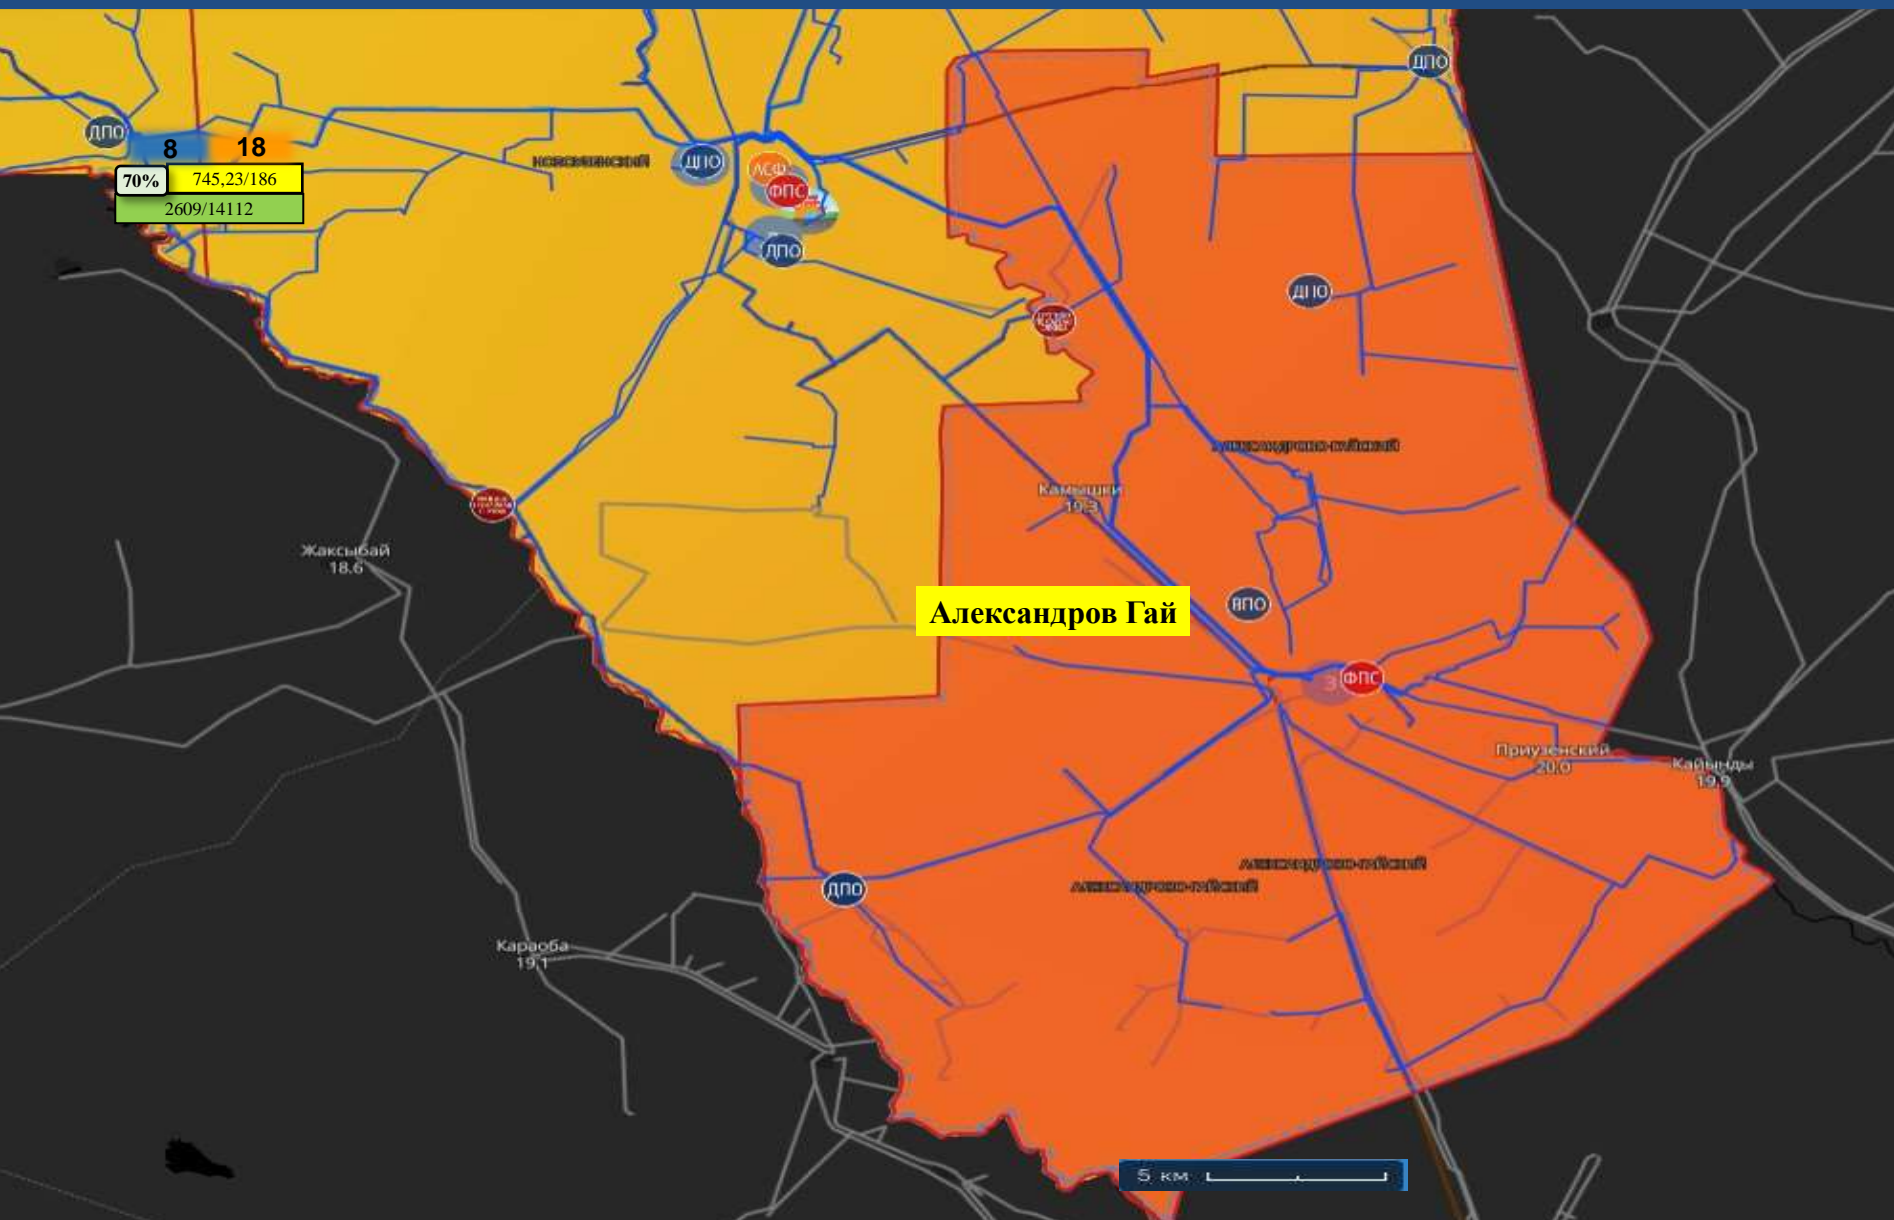 ДПО
ДПО
8
18
НОВОУЗЕНСКИЙ
ДПО
АСФ
70%
745,23/186
ФПС
2609/14112
ДПО
ДПО
АЛЕКСАНДРОВО-ГАЙСКИЙ
Камышки
19.3
Жаксыбай
18.6
Александров Гай
ВПО
З
ФПС
Приузенский
20.0
Кайынды
19.9
АЛЕКСАНДРОВО-ГАЙСКИЙ
АЛЕКСАНДРОВО-ГАЙСКИЙ
ДПО
Караоба
19.1
5 км